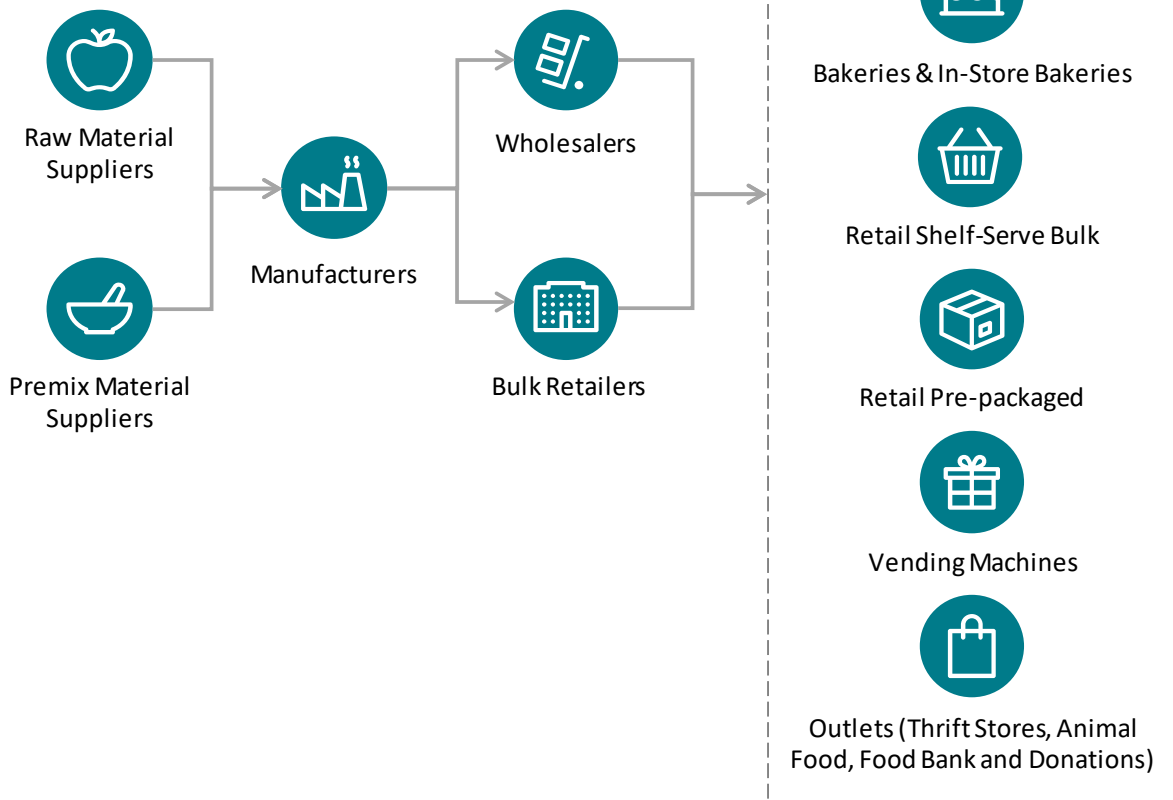 Raw Material
Suppliers
Premix Material
Suppliers
Manufacturers
Wholesalers
Bulk Retailers
Bakeries & In-Store Bakeries
Retail Shelf-Serve Bulk
Retail Pre-packaged
Vending Machines
Outlets (Thrift Stores, Animal
Food, Food Bank and Donations)